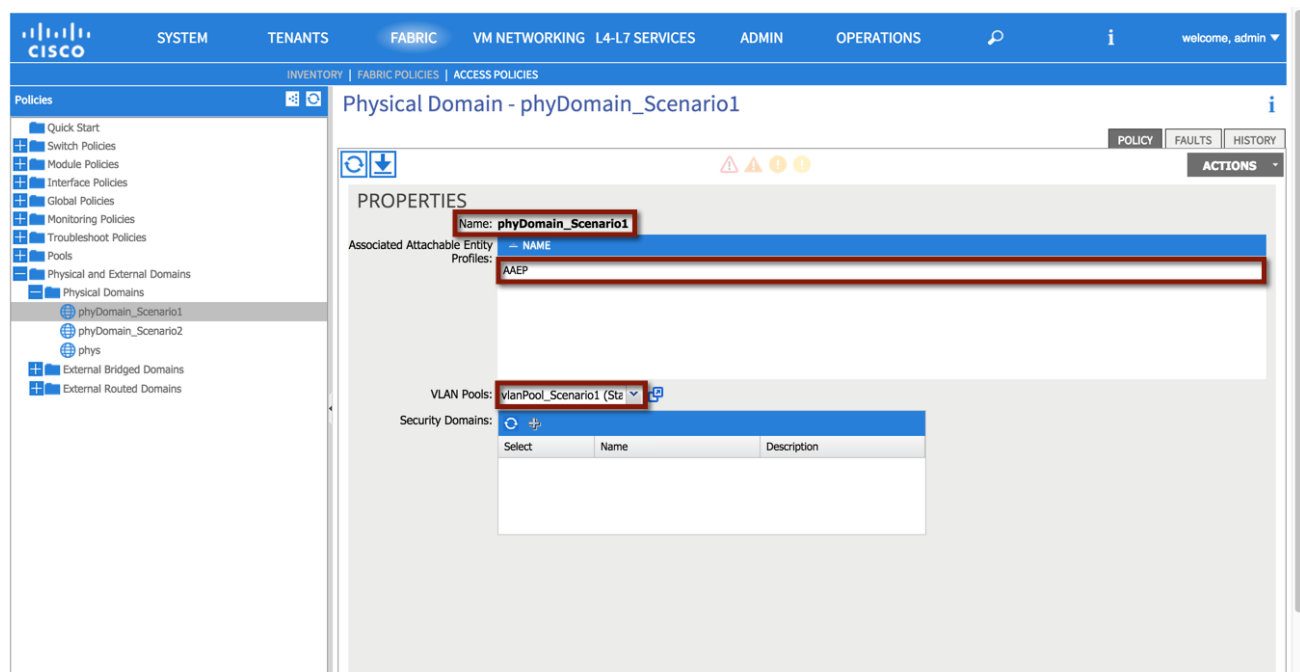 CISCO
SYSTEM TENANTS FABRIC VM NETWORKING L4-L7 SERVICES ADMIN OPERATIONS i welcome, admin
INVENTORY | FABRIC POLICIES | ACCESS POLICIES
Policies
Quick Start
Switch Policies
Module Policies
Interface Policies
Global Policies
Monitoring Policies
Troubleshoot Policies
Pools
Physical and External Domains
Physical Domains
phyDomain_Scenario1
phyDomain_Scenario2
phys
External Bridged Domains
External Routed Domains
Physical Domain - phyDomain_Scenario1 i
POLICY FAULTS HISTORY
ACTIONS
PROPERTIES
Name: phyDomain_Scenario1
Associated Attachable Entity
Profiles:
NAME
AAEP
VLAN Pools: vlanPool_Scenario1 (Sta
Security Domains:
Select Name Description